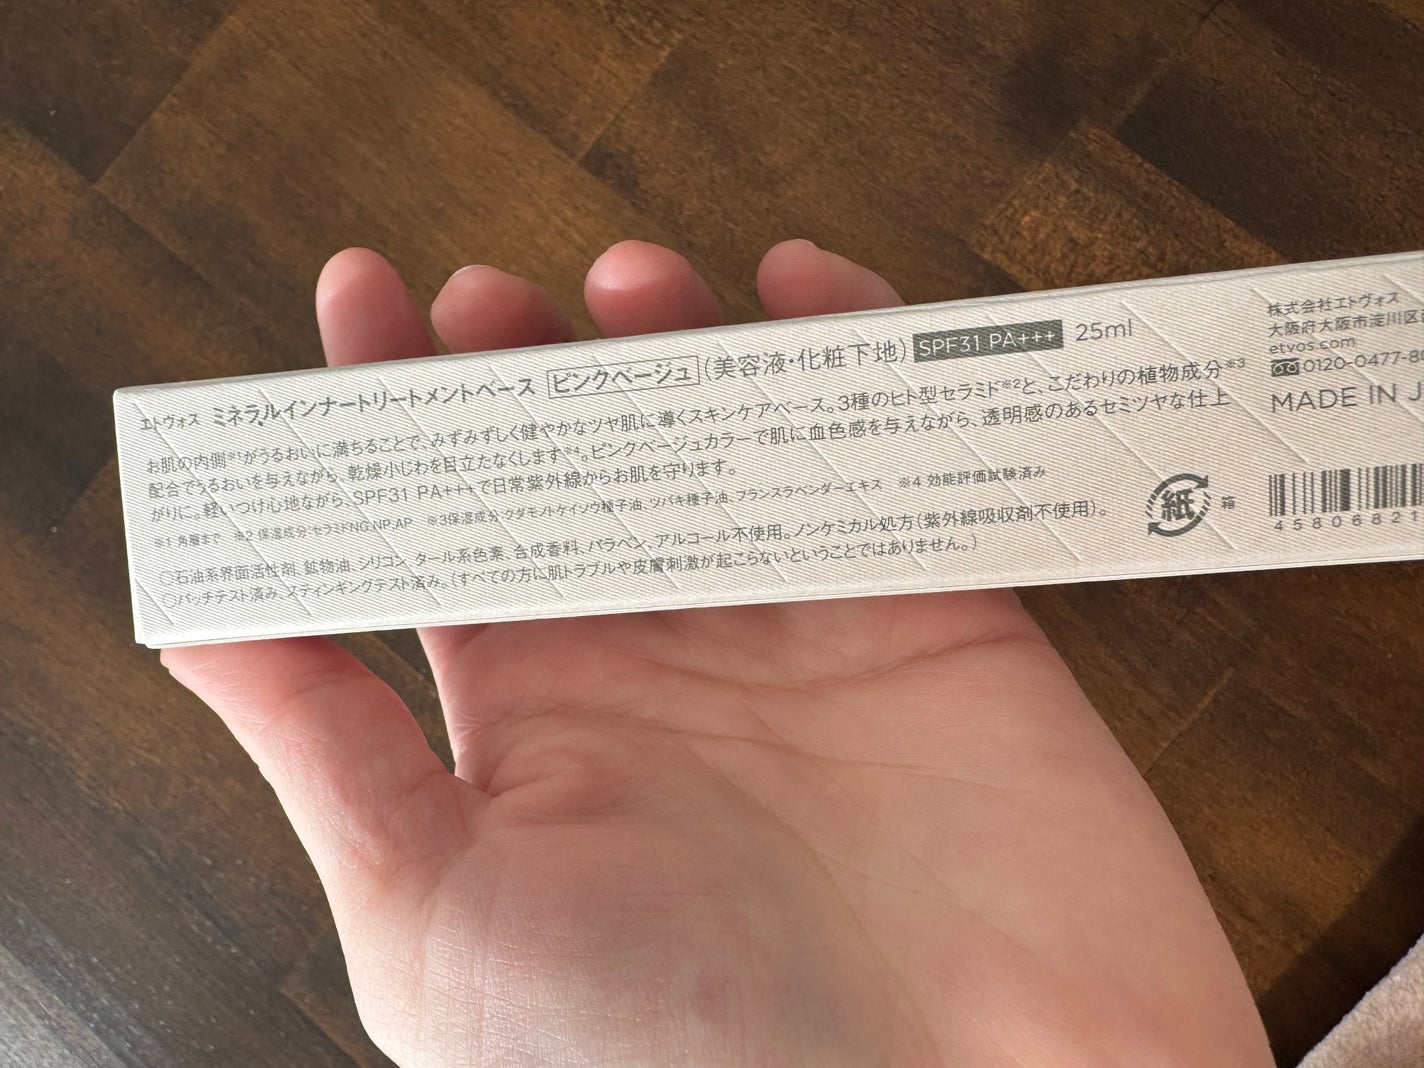 エトヴォス ミネラルインナートリートメントベース ピンクベージュ (美容液・化粧下地) SPF31 PA+++ 25ml
お肌の内側※1がうるおいに満ちることで、みずみずしく健やかなツヤ肌に導くスキンケアベース。3種のヒト型セラミド※2と、こだわりの植物成分※3
配合でうるおいを与えながら、乾燥小じわを目立たなくします※4。ピンクベージュカラーで肌に血色感を与えながら、透明感のあるセミツヤな仕上
がりに。軽いつけ心地ながら、SPF31 PA+++で日常紫外線からお肌を守ります。
※1 角層まで ※2 保湿成分:セラミドNG,NP,AP ※3保湿成分:クダモノトケイソウ種子油、ツバキ種子油、フランスラベンダーエキス ※4 効能評価試験済み
○石油系界面活性剤、鉱物油、シリコン、タール系色素、合成香料、パラベン、アルコール不使用。ノンケミカル処方(紫外線吸収剤不使用)。
○パッチテスト済み、スティンギングテスト済み。(すべての方に肌トラブルや皮膚刺激が起こらないということではありません。)
紙 箱
株式会社エトヴォス
大阪府大阪市淀川区
etvos.com
0120-0477-8
MADE IN J
4580682 1